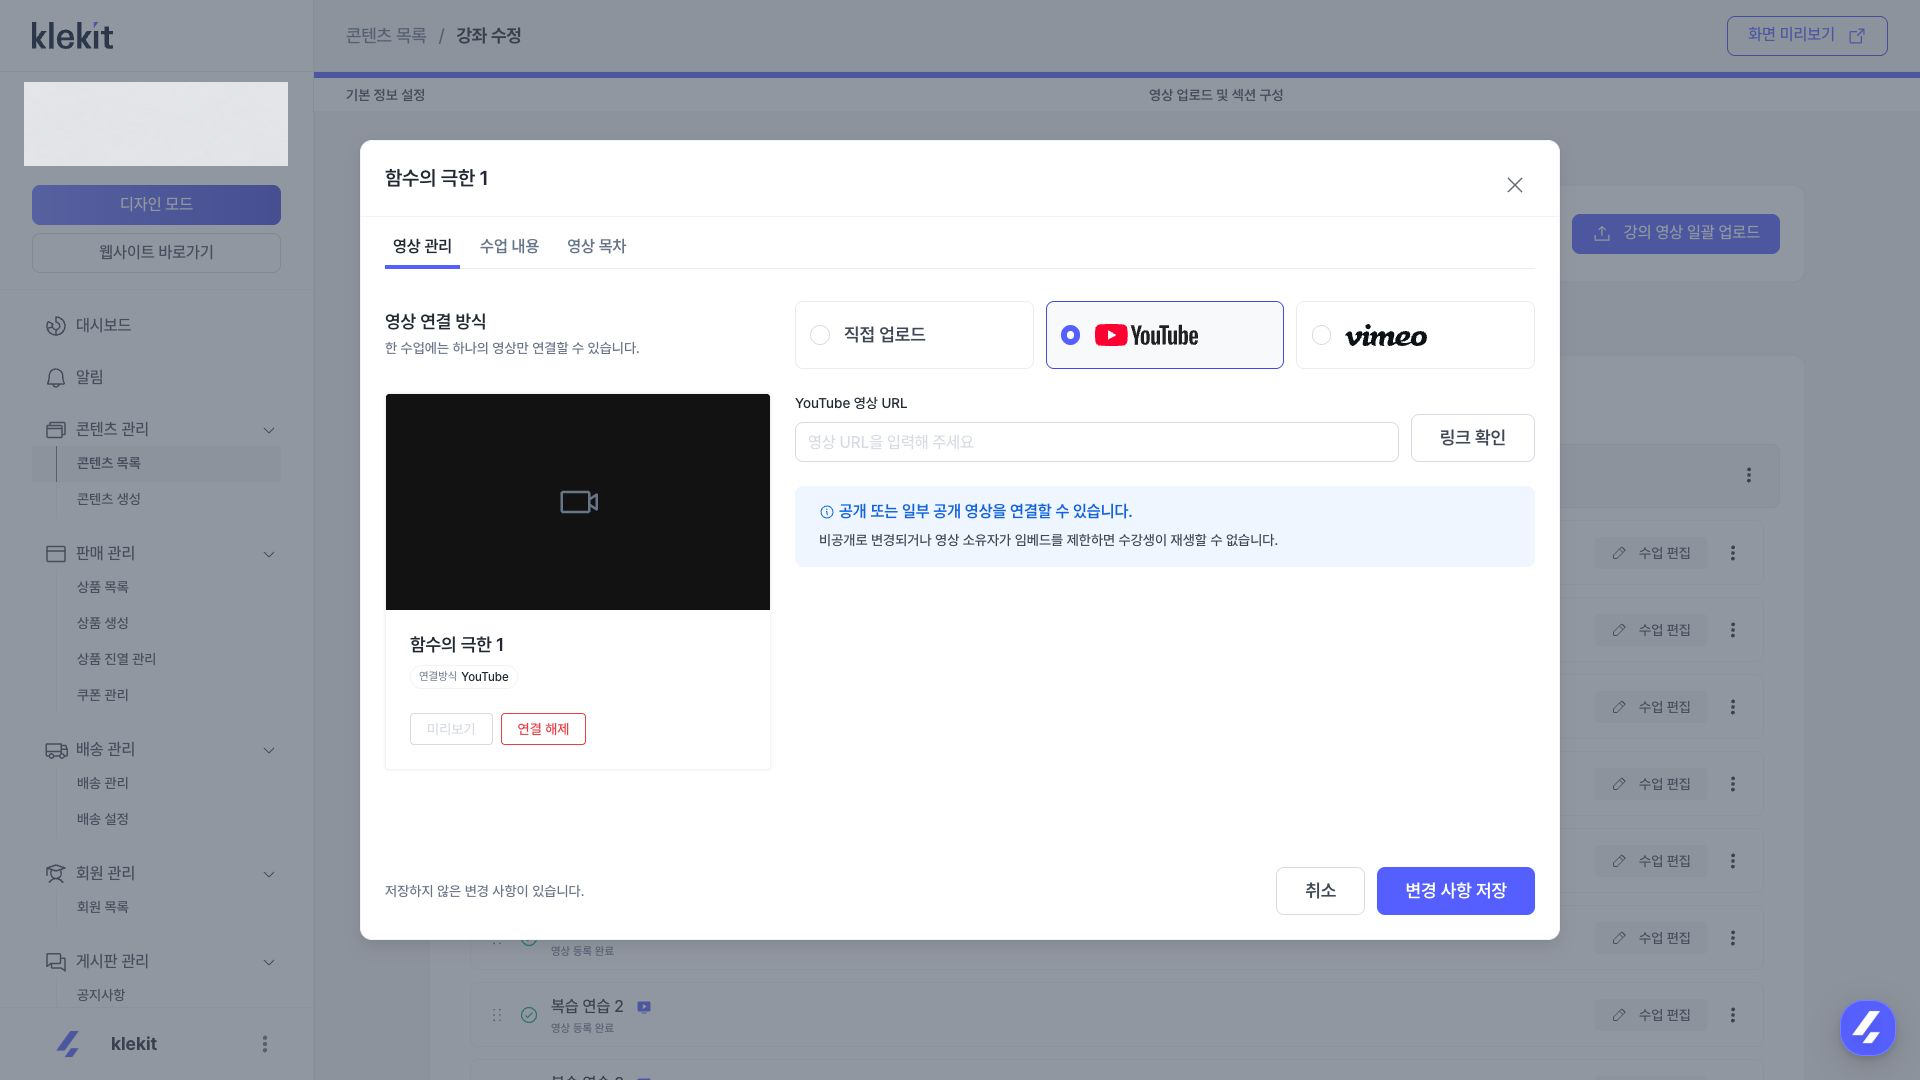 klekit
콘텐츠 목록 / 강좌 수정
화면 미리보기
기본 정보 설정
영상 업로드 및 섹션 구성
디자인 모드
웹사이트 바로가기
대시보드
알림
콘텐츠 관리
콘텐츠 목록
콘텐츠 생성
판매 관리
상품 목록
상품 생성
상품 진열 관리
쿠폰 관리
배송 관리
배송 관리
배송 설정
회원 관리
회원 목록
게시판 관리
공지사항
klekit
강의 영상 일괄 업로드
함수의 극한 1
영상 관리
수업 내용
영상 목차
영상 연결 방식
한 수업에는 하나의 영상만 연결할 수 있습니다.
직접 업로드
YouTube
vimeo
YouTube 영상 URL
영상 URL을 입력해 주세요
링크 확인
공개 또는 일부 공개 영상을 연결할 수 있습니다.
비공개로 변경되거나 영상 소유자가 임베드를 제한하면 수강생이 재생할 수 없습니다.
함수의 극한 1
연결방식 YouTube
미리보기
연결 해제
저장하지 않은 변경 사항이 있습니다.
취소
변경 사항 저장
수업 편집
수업 편집
수업 편집
수업 편집
수업 편집
영상 등록 완료
수업 편집
복습 연습 2
영상 등록 완료
수업 편집